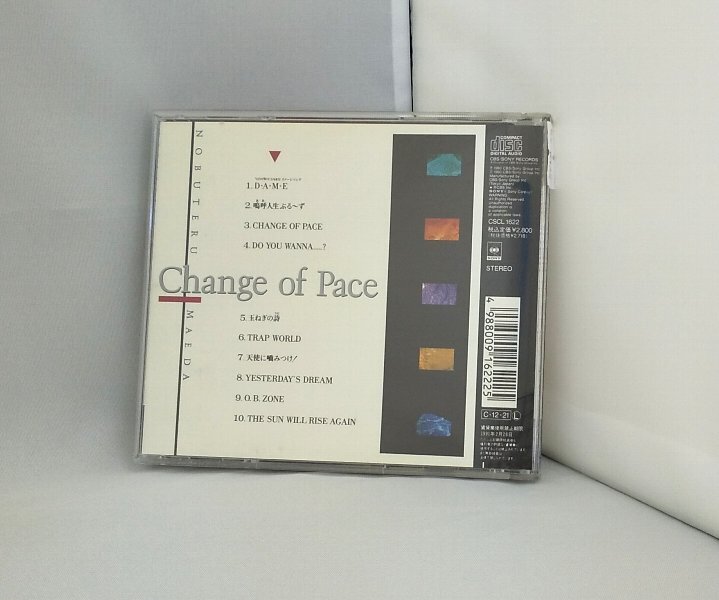 NOBUTERU MAEDA
1. D・A・M・E
2. 嗚呼人生ぶる～ず
3. CHANGE OF PACE
4. DO YOU WANNA.....?
Change of Pace
5. 玉ねぎの詩
6. TRAP WORLD
7. 天使に噛みつけ!
8. YESTERDAY'S DREAM
9. O. B. ZONE
10. THE SUN WILL RISE AGAIN
COMPACT
disc
DIGITAL AUDIO
CBS/SONY RECORDS
CSCL 1622
税込定価 ¥2,800
SONY
STEREO
4 988009 162225
C・12・21 L